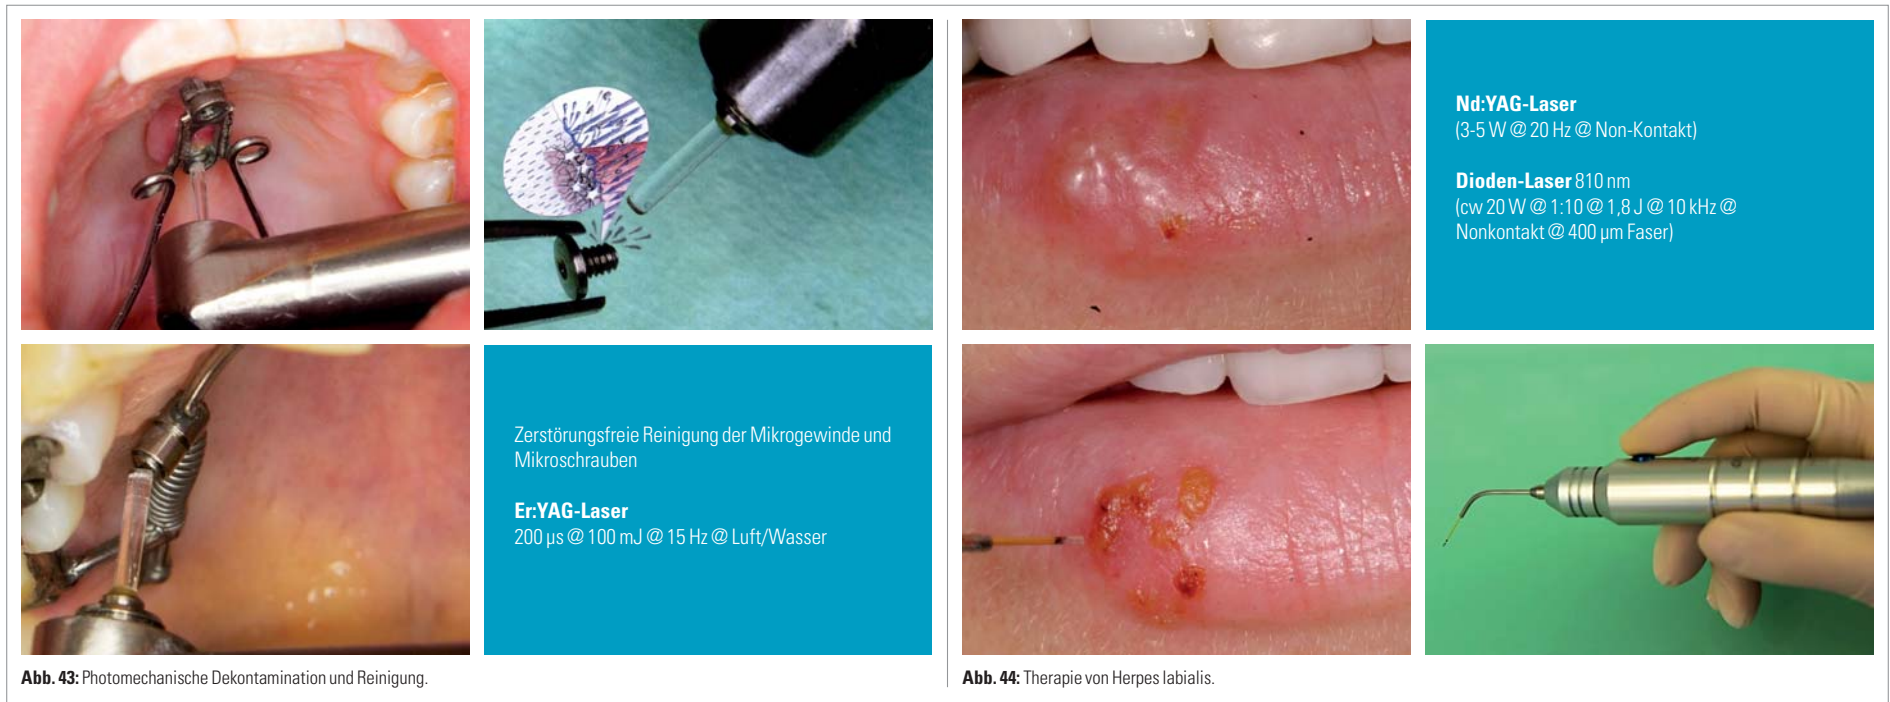 Zerstörungsfreie Reinigung der Mikrogewinde und
Mikroschrauben
Er:YAG-Laser
200 µs @ 100 mJ @ 15 Hz @ Luft/Wasser
Abb. 43: Photomechanische Dekontamination und Reinigung.
Nd:YAG-Laser
(3-5 W @ 20 Hz @ Non-Kontakt)
Dioden-Laser 810 nm
(cw 20 W @ 1:10 @ 1,8 J @ 10 kHz @
Nonkontakt @ 400 µm Faser)
Abb. 44: Therapie von Herpes labialis.